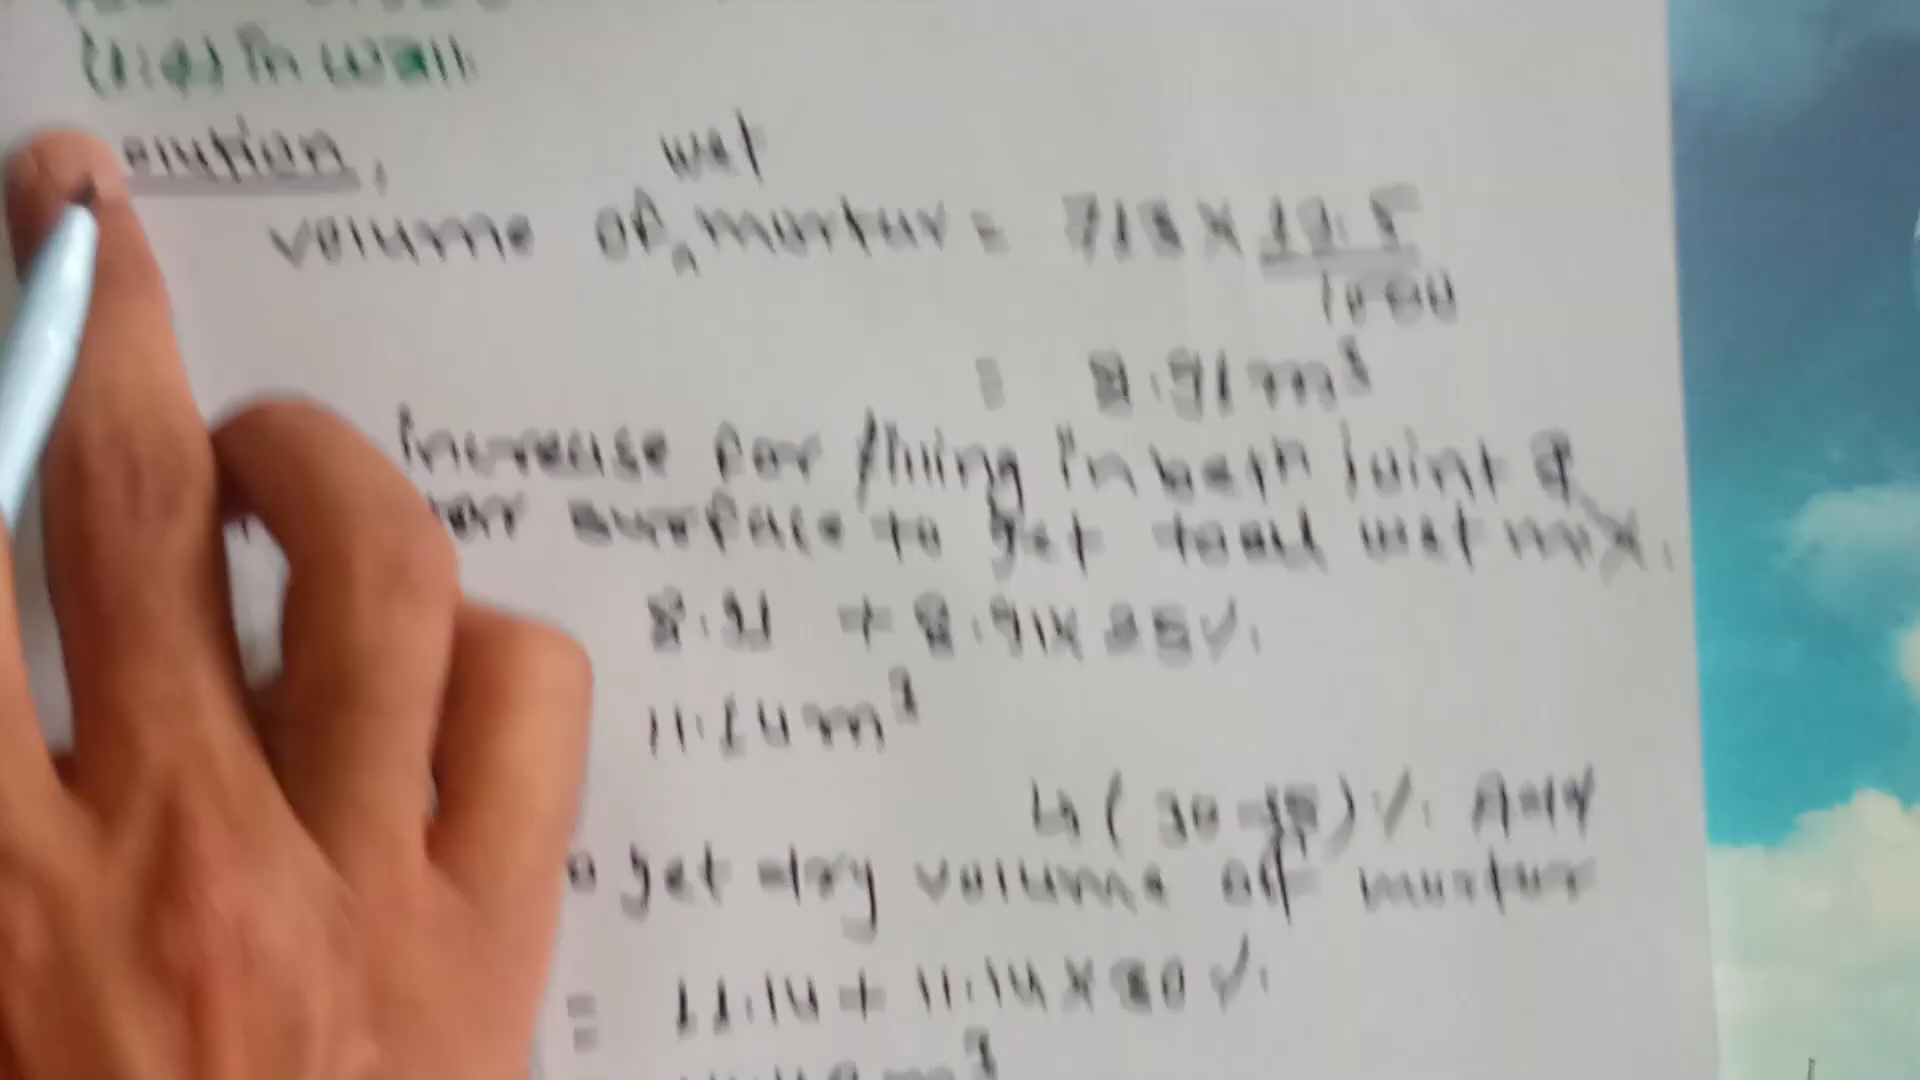 (1:4) in wall
volume of wet mortar = 713 × 12.5
1000
= 8.91 m³
increase for filling in both joint &
surface to get total wet mix.
8.91 + 8.91 × 25%.
11.14 m³
(30-35)%.
get dry volume of mortar
= 11.14 + 11.14 × 30%.